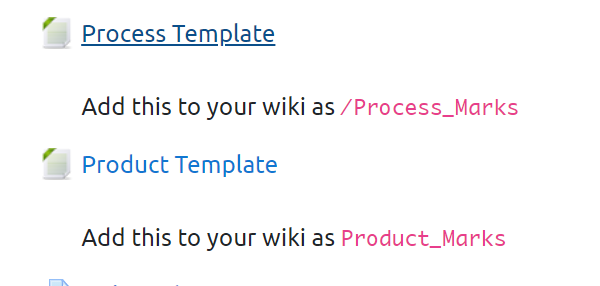 Process Template
Add this to your wiki as /Process_Marks
Product Template
Add this to your wiki as Product_Marks